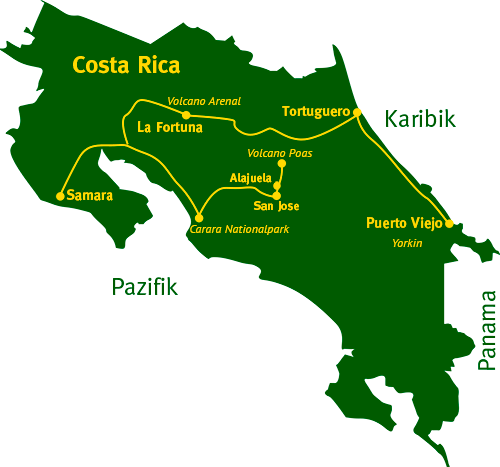 Costa Rica
Volcano Arenal
Tortuguero
Karibik
La Fortuna
Volcano Poas
Alajuela
Samara
San Jose
Puerto Viejo
Carara Nationalpark
Yorkin
Pazifik
Panama